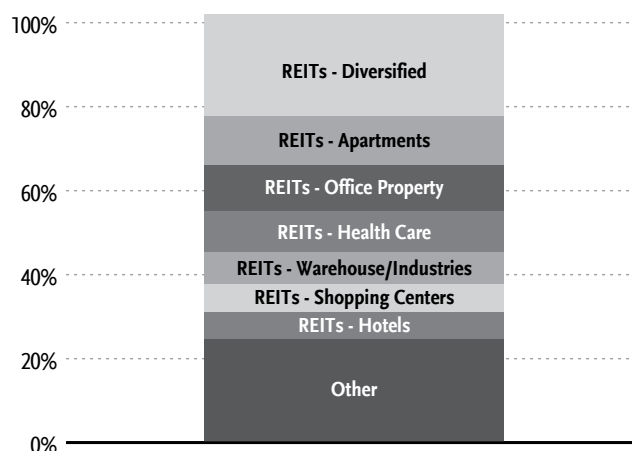 100%
REITs - Diversified
80%
REITs - Apartments
60%
REITs - Office Property
REITs - Health Care
40%
REITs - Warehouse/Industries
REITs - Shopping Centers
REITs - Hotels
20%
Other
0%